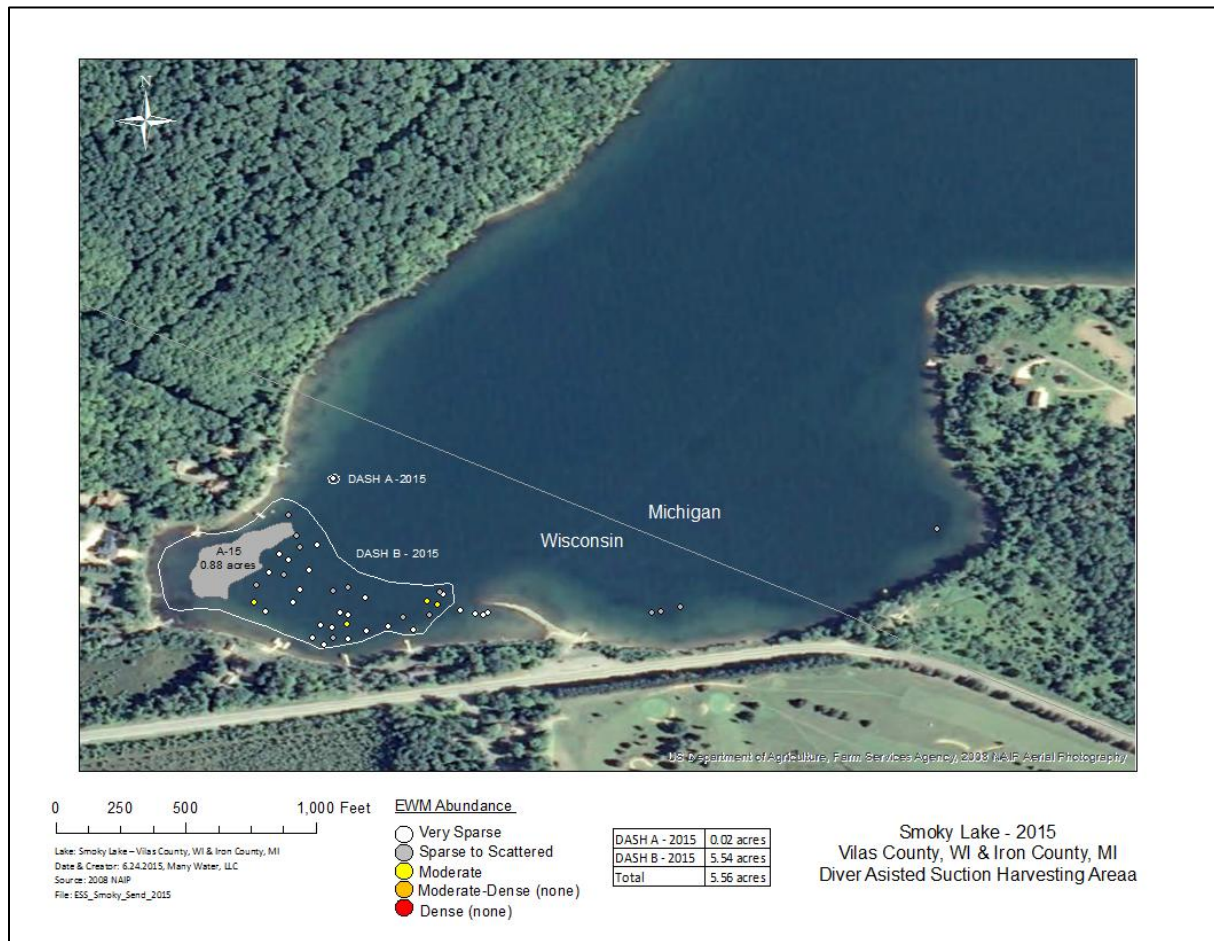 N
DASH A -2015
Michigan
Wisconsin
A-15
0.88 acres
DASH B - 2015
US Department of Agriculture, Farm Services Agency, 2008 NAIP Aerial Photography
0 250 500 1,000 Feet
Lake: Smoky Lake – Vilas County, WI & Iron County, MI
Date & Creator: 6.24.2015, Many Water, LLC
Source: 2008 NAIP
File: ESS_Smoky_Send_2015
EWM Abundance
Very Sparse
Sparse to Scattered
Moderate
Moderate-Dense (none)
Dense (none)
DASH A - 2015 0.02 acres
DASH B - 2015 5.54 acres
Total 5.56 acres
Smoky Lake - 2015
Vilas County, WI & Iron County, MI
Diver Asisted Suction Harvesting Areaa